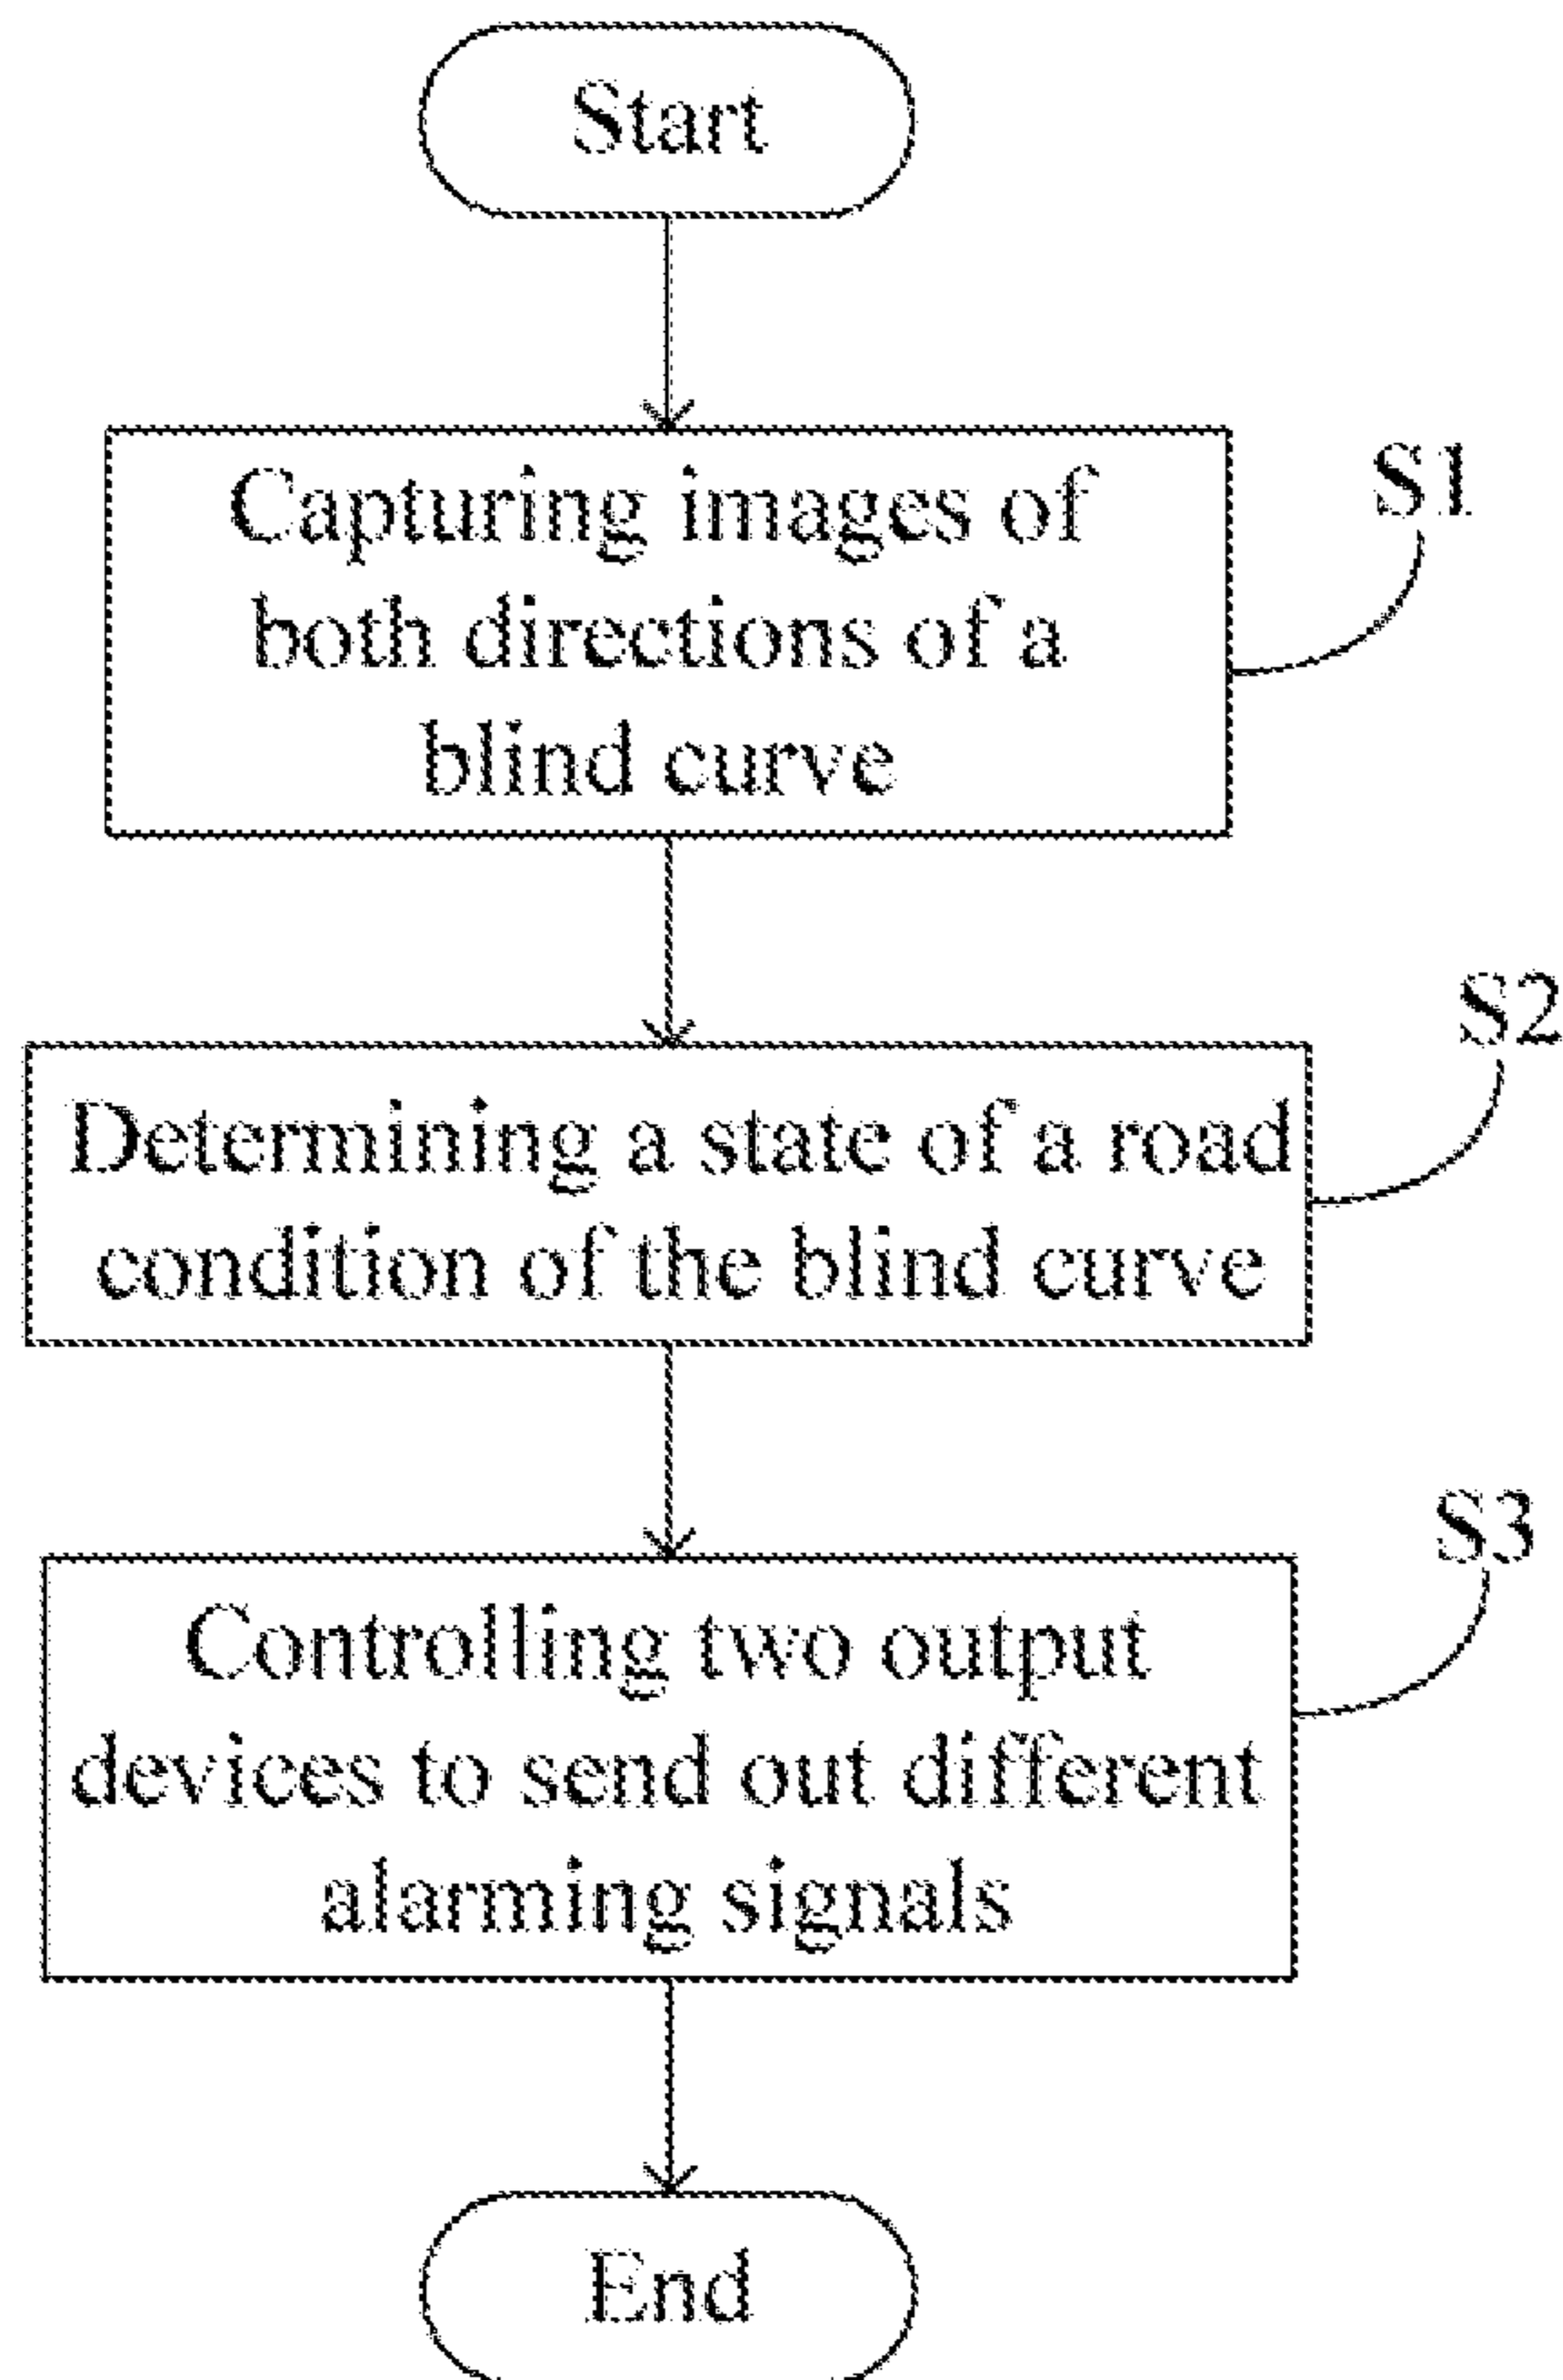 Start
Capturing images of
both directions of a
blind curve
S1
Determining a state of a road
condition of the blind curve
S2
Controlling two output
devices to send out different
alarming signals
S3
End